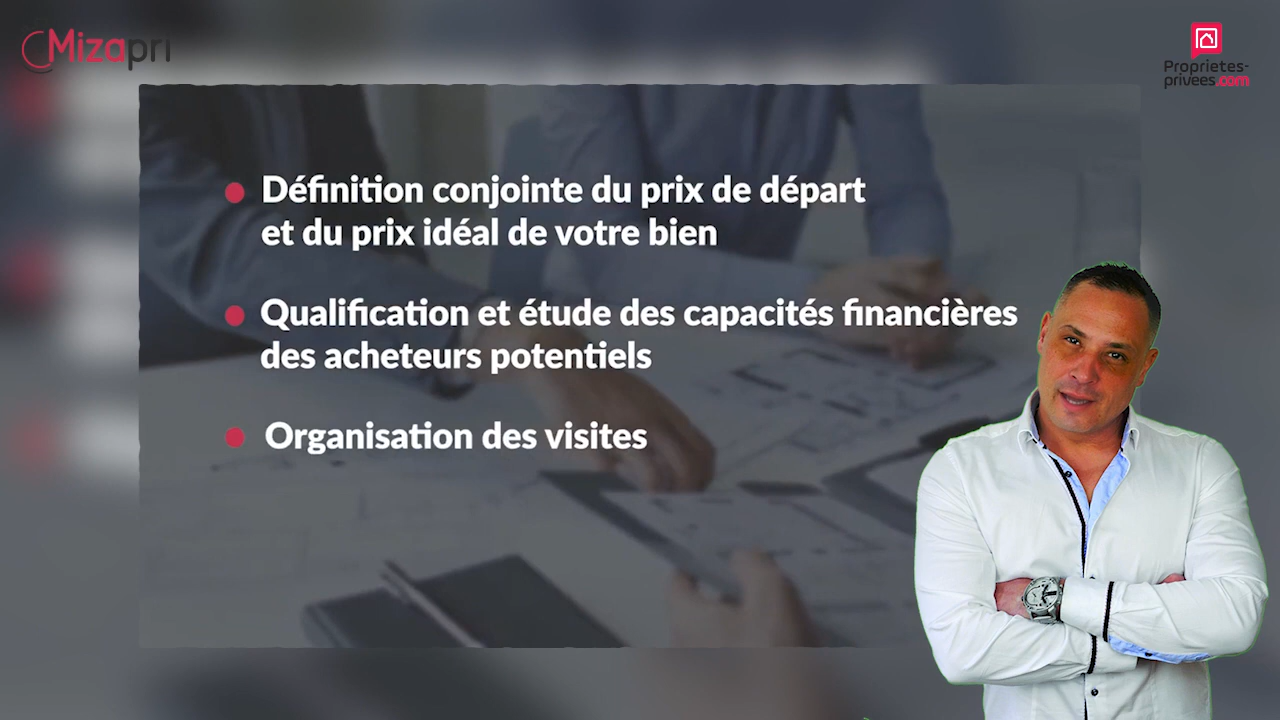 Mizapri
Proprietes-
privées.com
Définition conjointe du prix de départ
et du prix idéal de votre bien
Qualification et étude des capacités financières
des acheteurs potentiels
Organisation des visites